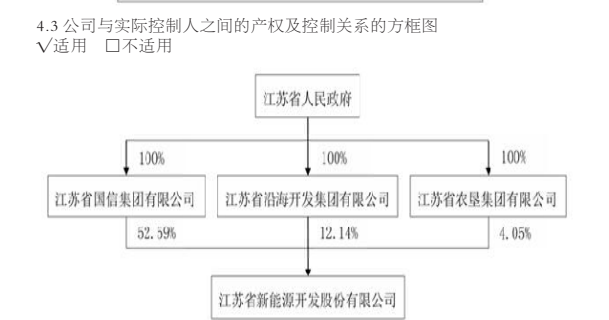 4.3 公司与实际控制人之间的产权及控制关系的方框图
√适用 □不适用
江苏省人民政府
100% 100% 100%
江苏省国信集团有限公司 江苏省沿海开发集团有限公司 江苏省农垦集团有限公司
52.59% 12.14% 4.05%
江苏省新能源开发股份有限公司